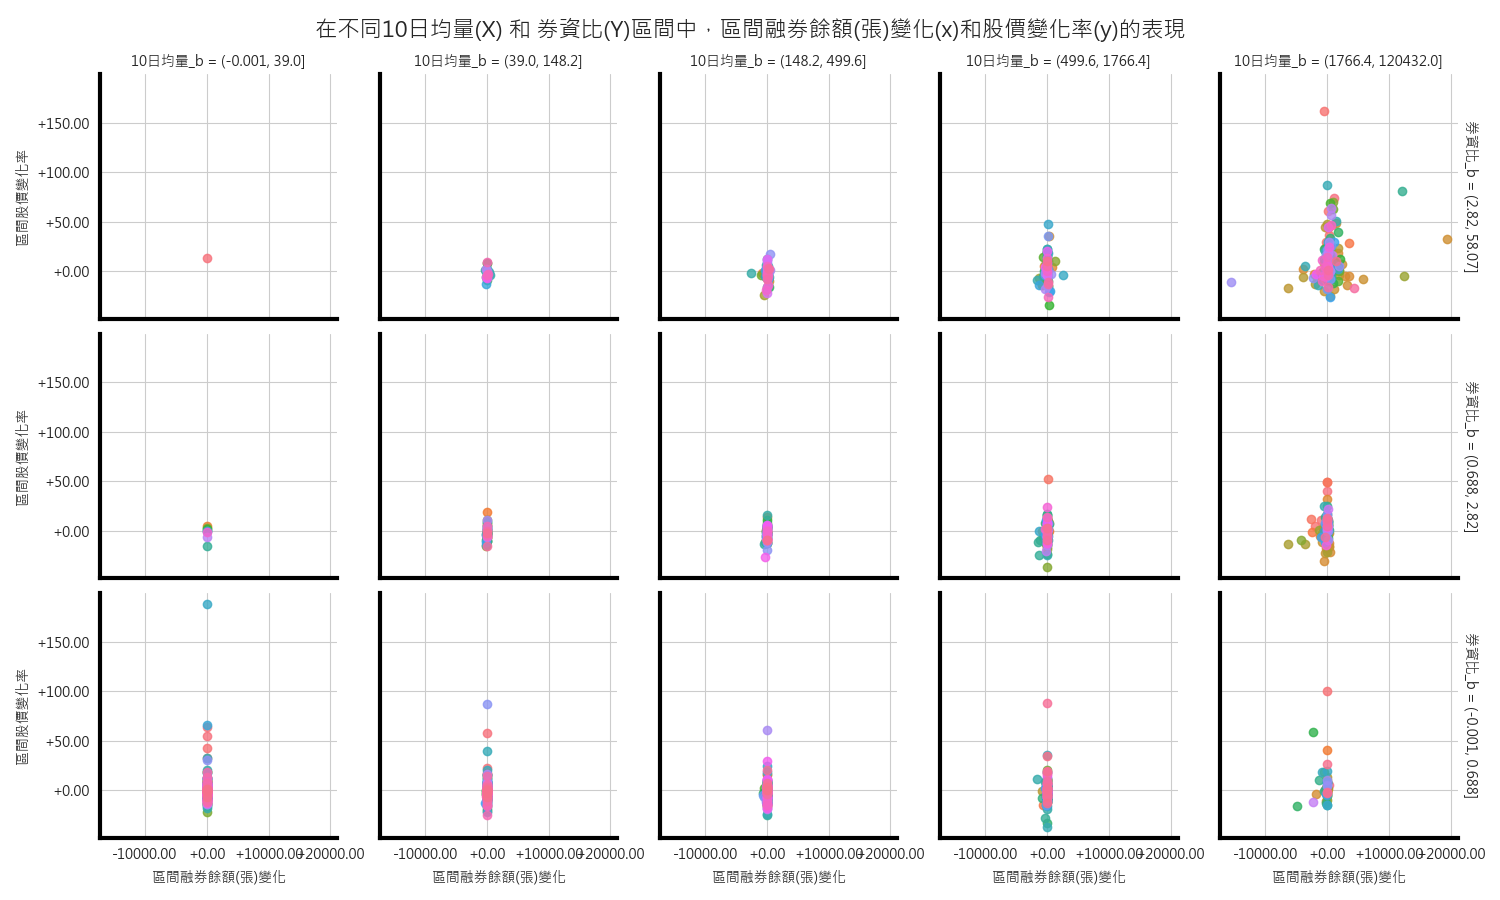 在不同10日均量(X) 和 券資比(Y)區間中，區間融券餘額(張)變化(x)和股價變化率(y)的表現
10日均量_b = (-0.001, 39.0]
10日均量_b = (39.0, 148.2]
10日均量_b = (148.2, 499.6]
10日均量_b = (499.6, 1766.4]
10日均量_b = (1766.4, 120432.0]
區間股價變化率
+150.00
+100.00
+50.00
+0.00
券資比_b = (2.82, 58.07]
區間股價變化率
+150.00
+100.00
+50.00
+0.00
券資比_b = (0.688, 2.82]
區間股價變化率
+150.00
+100.00
+50.00
+0.00
券資比_b = (-0.001, 0.688]
-10000.00 +0.00 +10000.00 +20000.00
-10000.00 +0.00 +10000.00 +20000.00
-10000.00 +0.00 +10000.00 +20000.00
-10000.00 +0.00 +10000.00 +20000.00
-10000.00 +0.00 +10000.00 +20000.00
區間融券餘額(張)變化
區間融券餘額(張)變化
區間融券餘額(張)變化
區間融券餘額(張)變化
區間融券餘額(張)變化